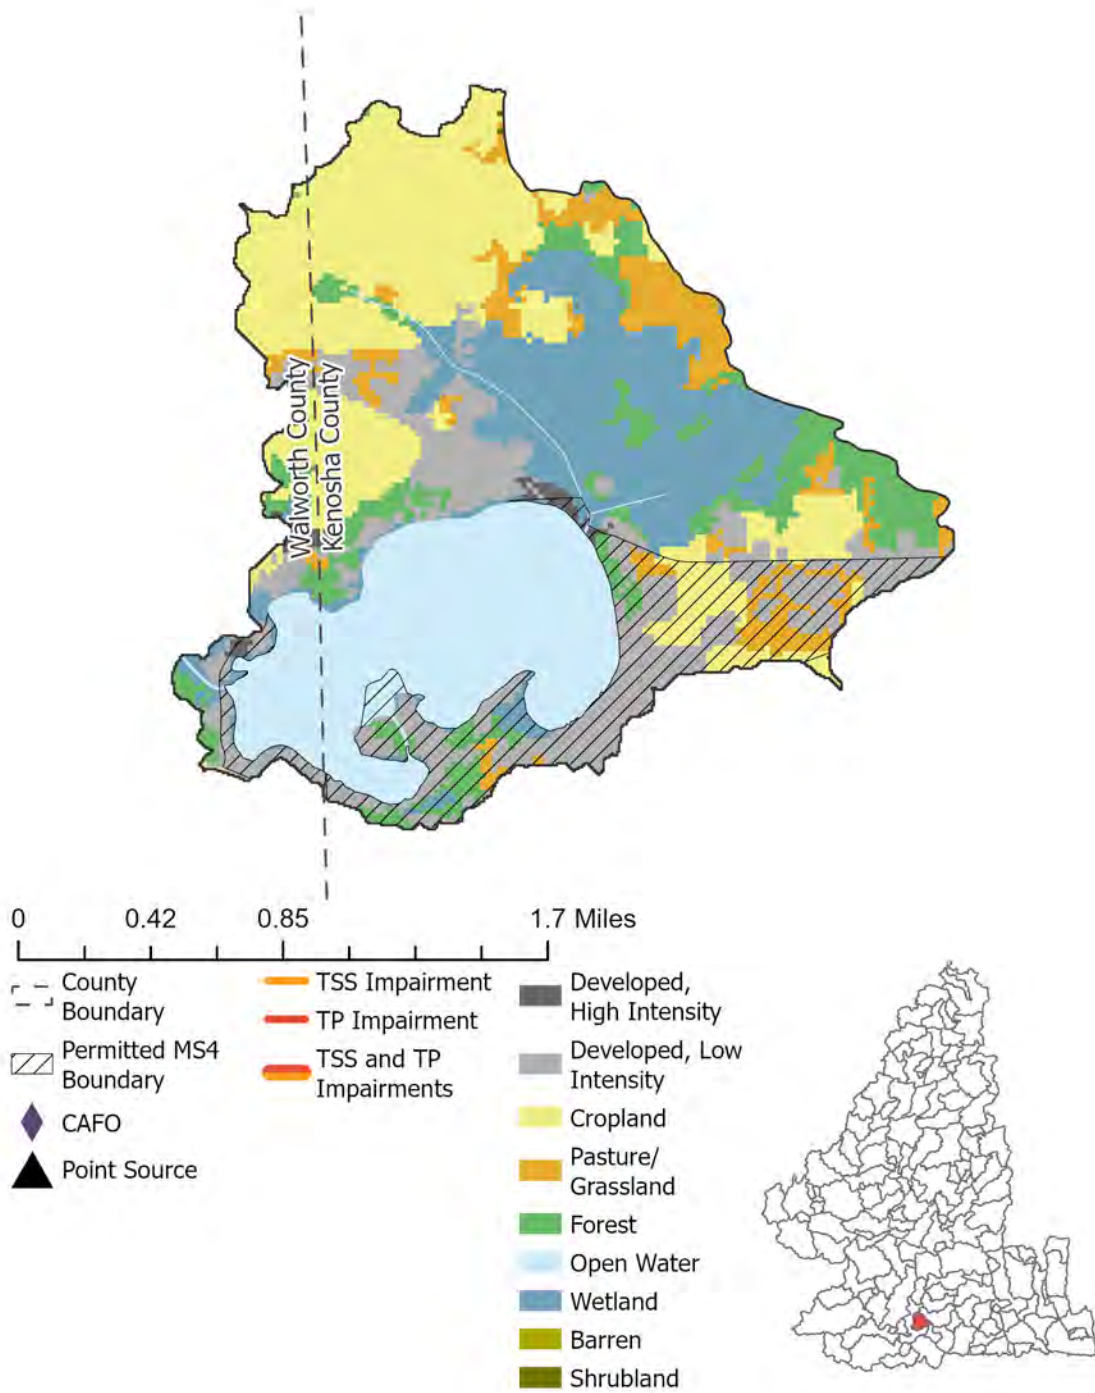 Walworth County
Kenosha County
0 0.42 0.85 1.7 Miles
County
Boundary
Permitted MS4
Boundary
CAFO
Point Source
TSS Impairment
TP Impairment
TSS and TP
Impairments
Developed,
High Intensity
Developed, Low
Intensity
Cropland
Pasture/
Grassland
Forest
Open Water
Wetland
Barren
Shrubland